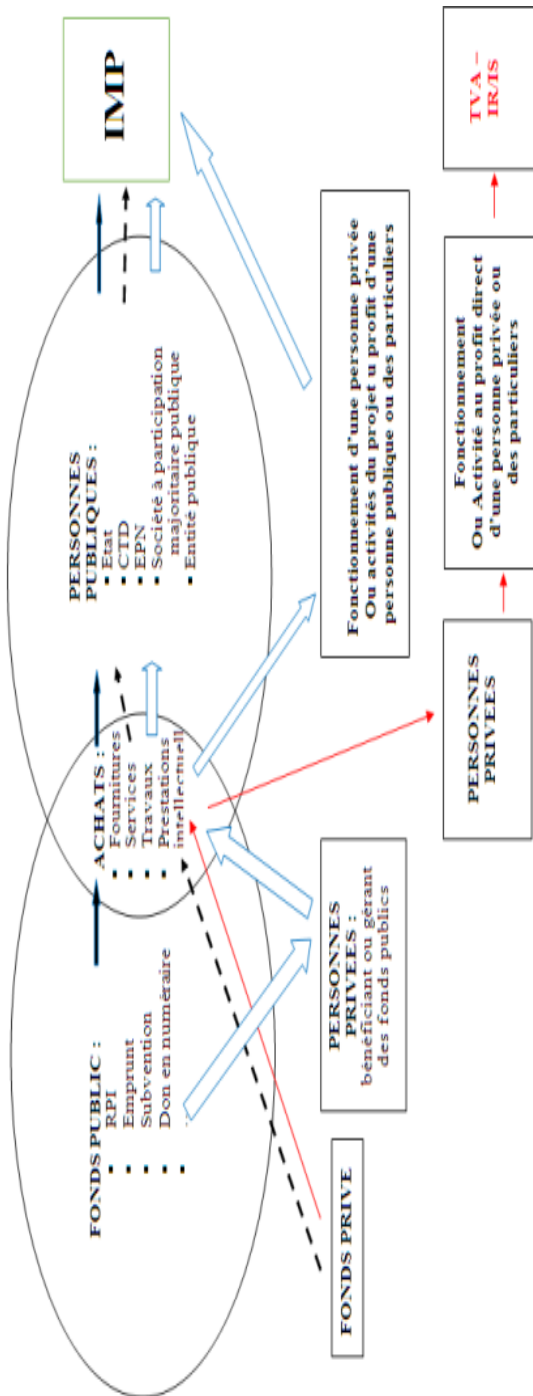 FONDS PUBLIC :
▪ RPI
▪ Emprunt
▪ Subvention
▪ Don en numéraire
▪
ACHATS :
▪ Fournitures
▪ Services
▪ Travaux
▪ Prestations
intellectuell
PERSONNES
PUBLIQUES :
▪ Etat
▪ CTD
▪ EPN
▪ Société à participation
majoritaire publique
▪ Entité publique
IMP
FONDS PRIVE
PERSONNES
PRIVEES :
bénéficiant ou gérant
des fonds publics
Fonctionnement d'une personne privée
Ou activités du projet u profit d'une
personne publique ou des particuliers
PERSONNES
PRIVEES
Fonctionnement
Ou Activité au profit direct
d'une personne privée ou
des particuliers
TVA –
IR/IS